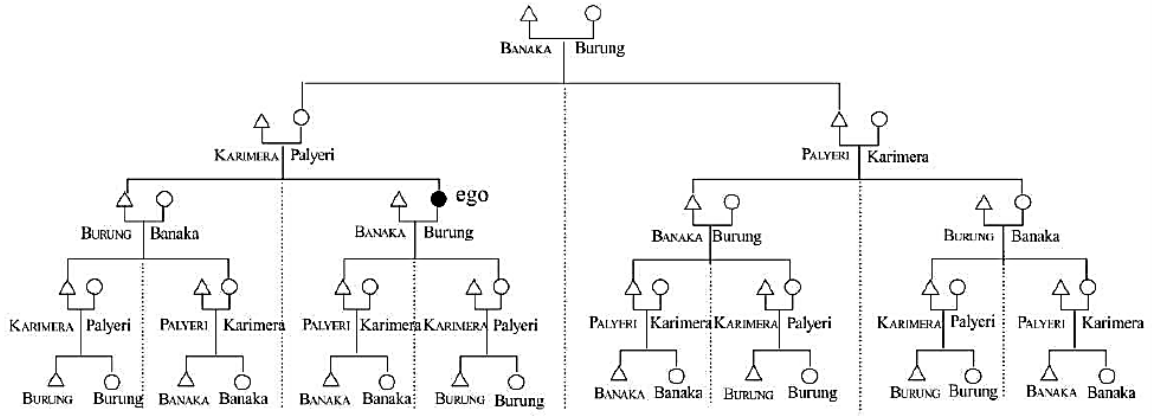 BANAKA Burung
KARIMERA Palyeri PALYERI Karimera
ego
BURUNG Banaka BANAKA Burung BANAKA Burung BURUNG Banaka
KARIMERA Palyeri PALYERI Karimera PALYERI Karimera KARIMERA Palyeri PALYERI Karimera KARIMERA Palyeri KARIMERA Palyeri PALYERI Karimera
BURUNG Burung BANAKA Banaka BANAKA Banaka BURUNG Burung BANAKA Banaka BURUNG Burung BURUNG Burung BANAKA Banaka